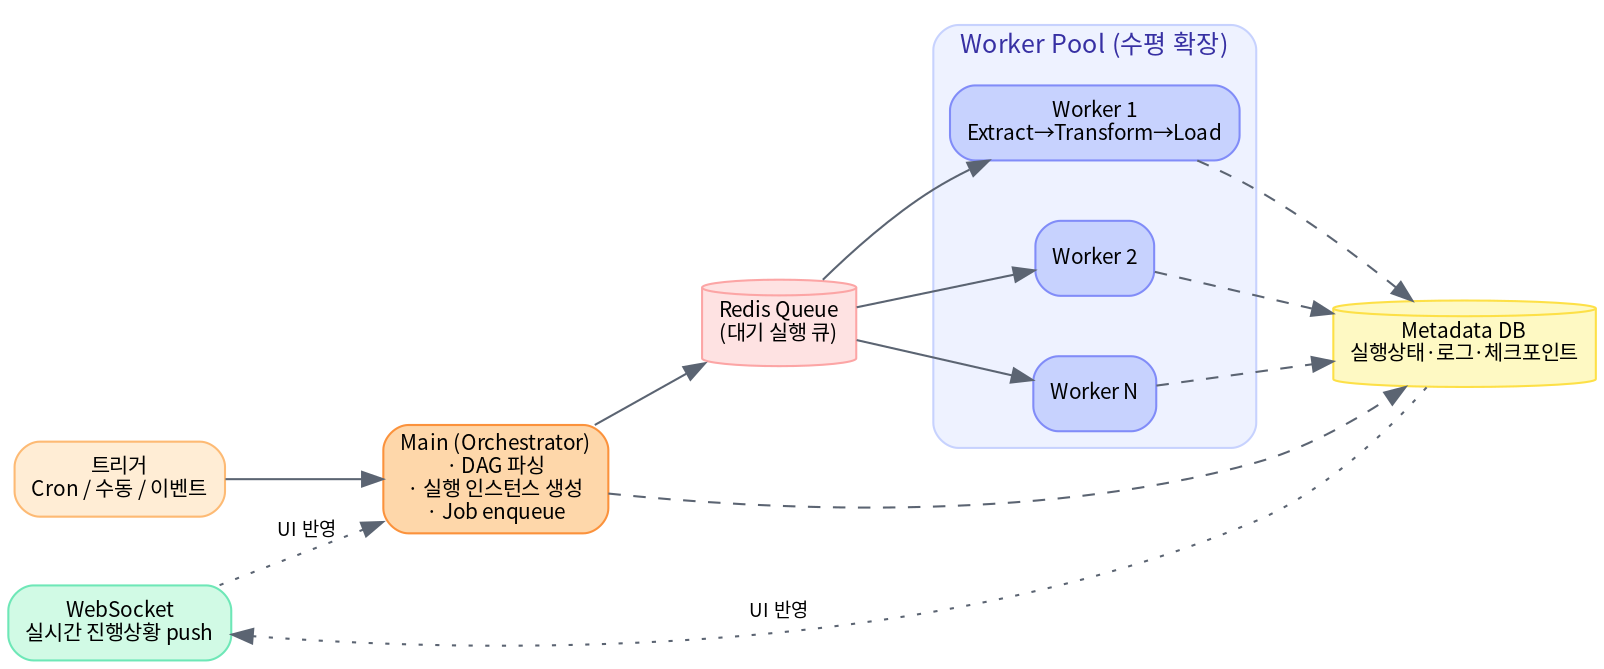 Worker Pool (수평 확장)
Worker 1
Extract→Transform→Load
Worker 2
Worker N
Redis Queue
(대기 실행 큐)
Metadata DB
실행상태·로그·체크포인트
트리거
Cron / 수동 / 이벤트
Main (Orchestrator)
· DAG 파싱
· 실행 인스턴스 생성
· Job enqueue
UI 반영
WebSocket
실시간 진행상황 push
UI 반영